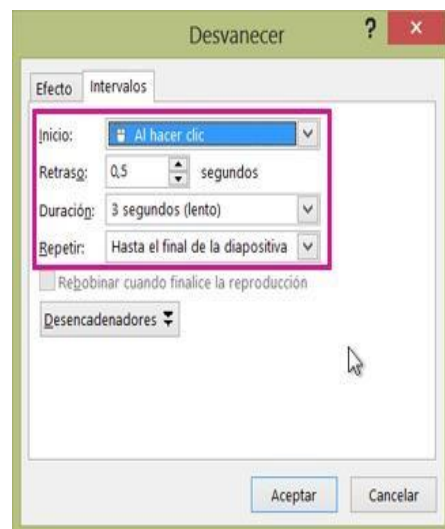 Desvanecer
?
×
Efecto Intervalos
Inicio: Al hacer clic
Retraso: 0,5 segundos
Duración: 3 segundos (lento)
Repetir: Hasta el final de la diapositiva
Rebobinar cuando finalice la reproducción
Desencadenadores
Aceptar Cancelar